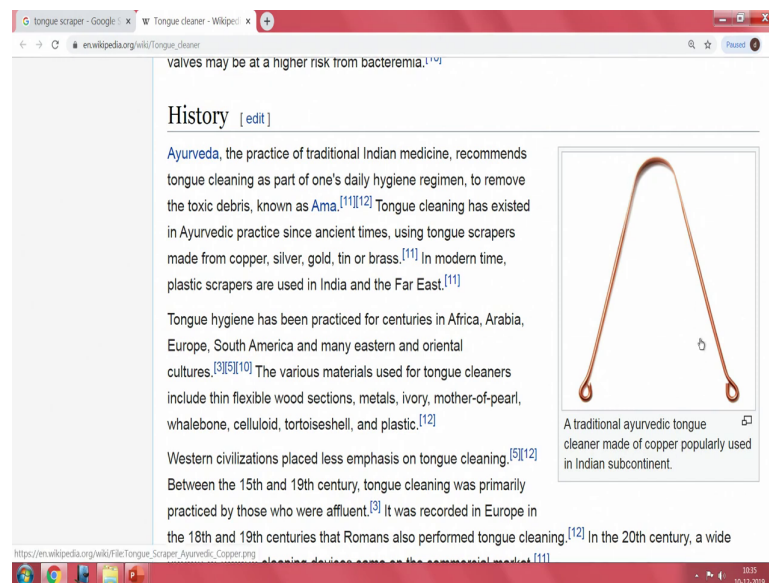 tongue scraper - Google S x
Tongue cleaner - Wikiped x
en.wikipedia.org/wiki/Tongue_cleaner
Paused d
valves may be at a higher risk from bacteremia.[10]
History [ edit ]
Ayurveda, the practice of traditional Indian medicine, recommends
tongue cleaning as part of one's daily hygiene regimen, to remove
the toxic debris, known as Ama.[11][12] Tongue cleaning has existed
in Ayurvedic practice since ancient times, using tongue scrapers
made from copper, silver, gold, tin or brass.[11] In modern time,
plastic scrapers are used in India and the Far East.[11]
Tongue hygiene has been practiced for centuries in Africa, Arabia,
Europe, South America and many eastern and oriental
cultures.[3][5][10] The various materials used for tongue cleaners
include thin flexible wood sections, metals, ivory, mother-of-pearl,
whalebone, celluloid, tortoiseshell, and plastic.[12]
A traditional ayurvedic tongue
cleaner made of copper popularly used
in Indian subcontinent.
Western civilizations placed less emphasis on tongue cleaning.[5][12]
Between the 15th and 19th century, tongue cleaning was primarily
practiced by those who were affluent.[3] It was recorded in Europe in
the 18th and 19th centuries that Romans also performed tongue cleaning.[12] In the 20th century, a wide
cleaning devices came on the commercial market.[11]
https://en.wikipedia.org/wiki/File:Tongue_Scraper_Ayurvedic_Copper.png
10:35
10-12-2019